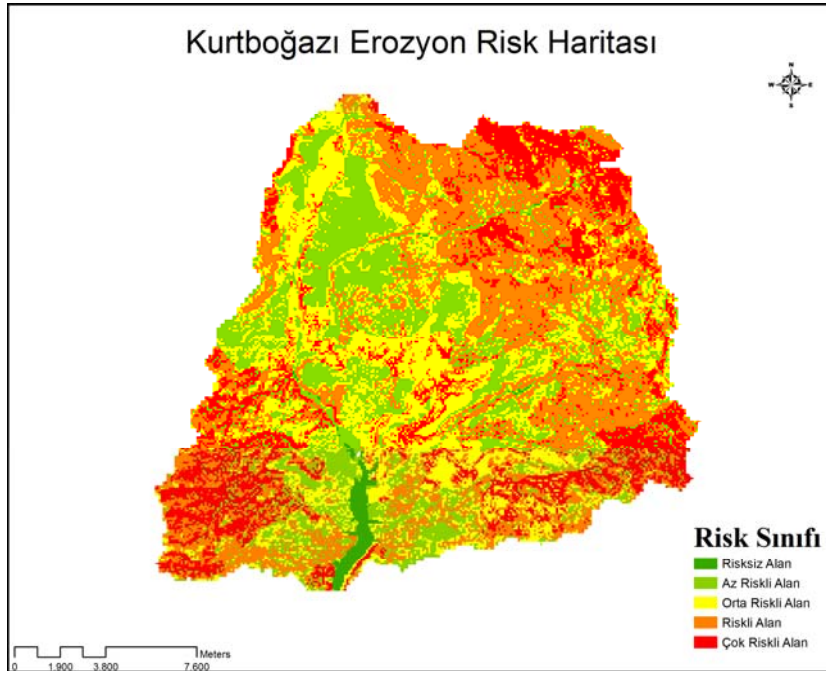 Kurtboğazı Erozyon Risk Haritası
N
W E
S
Risk Sınıfı
Risksiz Alan
Az Riskli Alan
Orta Riskli Alan
Riskli Alan
Çok Riskli Alan
Meters
0 1.900 3.800 7.600